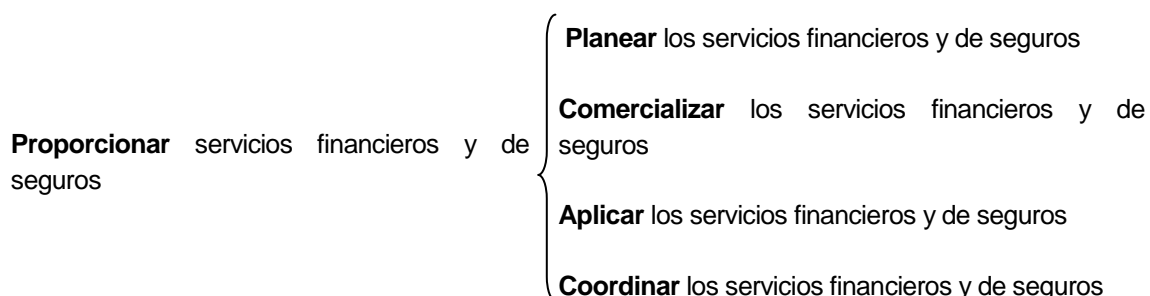 Proporcionar servicios financieros y de
seguros
Planear los servicios financieros y de seguros
Comercializar los servicios financieros y de
seguros
Aplicar los servicios financieros y de seguros
Coordinar los servicios financieros y de seguros